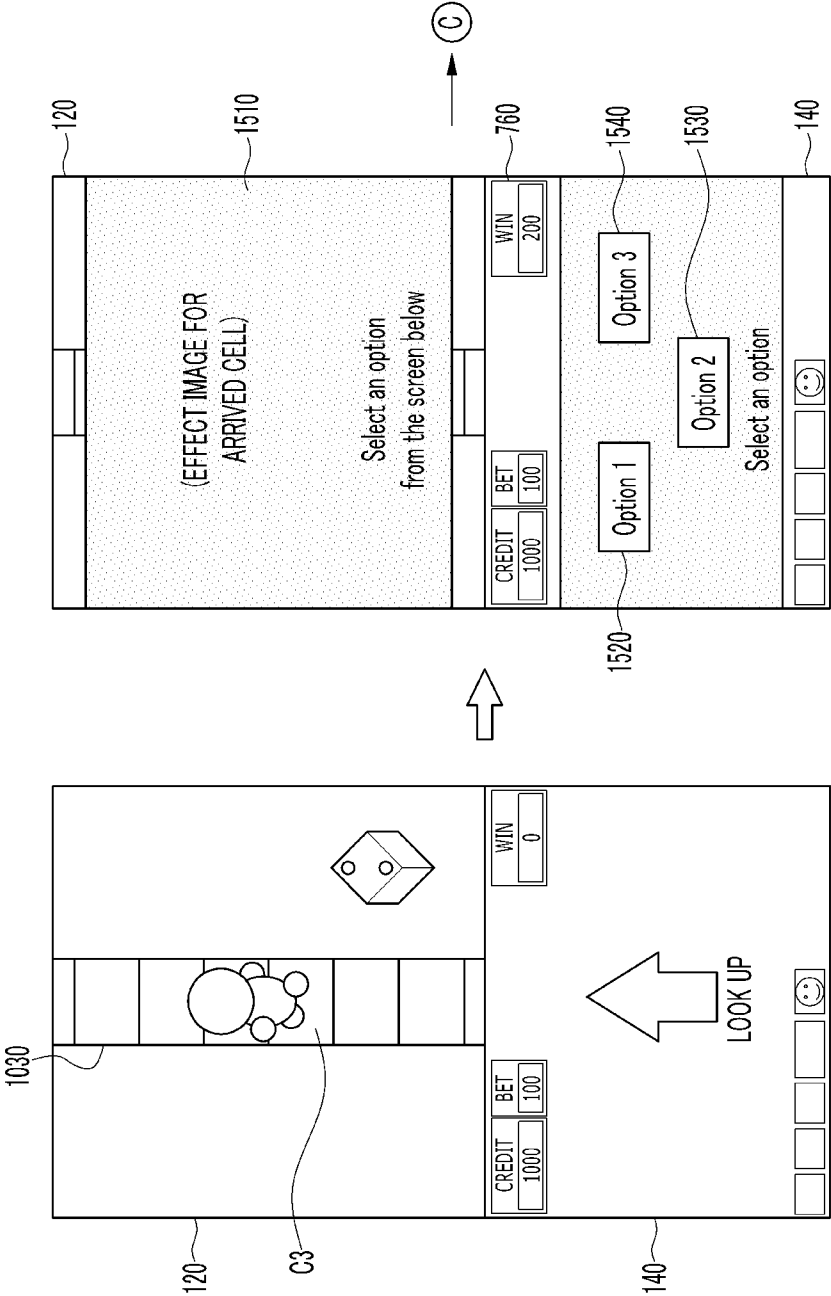 120
1030
C3
CREDIT
1000
BET
100
WIN
0
LOOK UP
140
120
1510
(EFFECT IMAGE FOR
ARRIVED CELL)
Select an option
from the screen below
C
CREDIT
1000
BET
100
WIN
200
760
Option 1
Option 2
Option 3
1520
1540
1530
Select an option
140